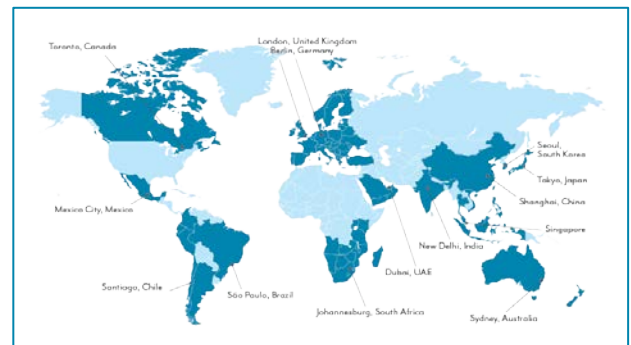 Toronto, Canada
London, United Kingdom
Berlin, Germany
Seoul,
South Korea
Tokyo, Japan
Shanghai, China
Mexico City, Mexico
Singapore
New Delhi, India
Dubai, UAE
Santiago, Chile
São Paulo, Brazil
Johannesburg, South Africa
Sydney, Australia